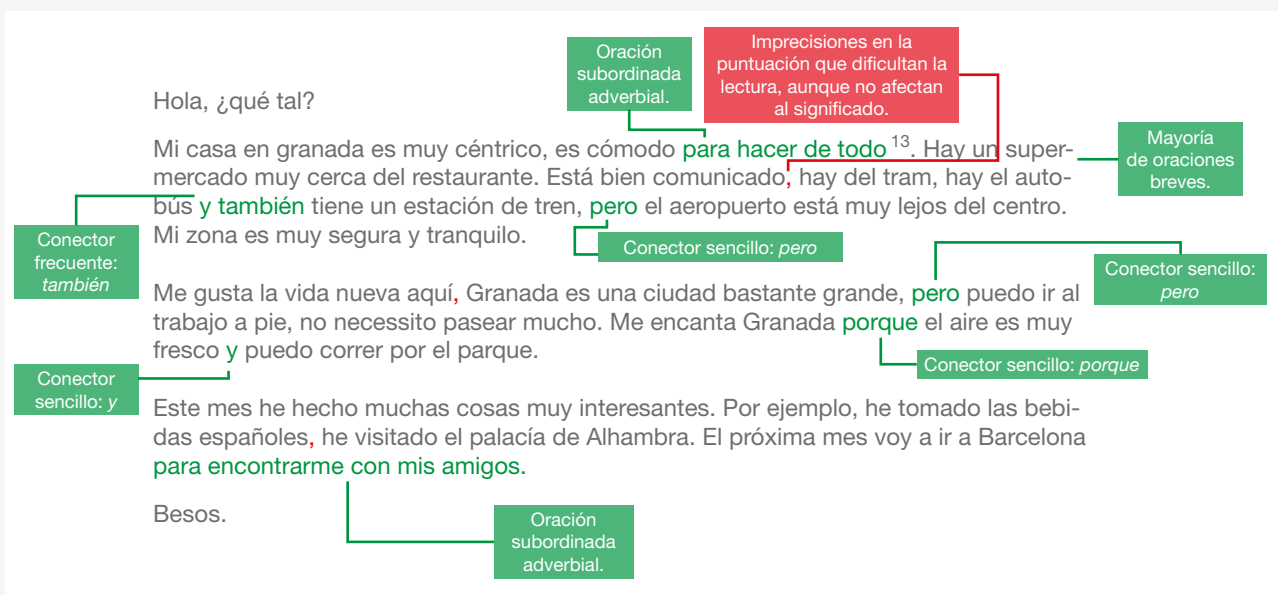 Oración
subordinada
adverbial.
Imprecisiones en la
puntuación que dificultan la
lectura, aunque no afectan
al significado.
Hola, ¿qué tal?
Mi casa en granada es muy céntrico, es cómodo para hacer de todo 13. Hay un super-
mercado muy cerca del restaurante. Está bien comunicado, hay del tram, hay el auto-
bús y también tiene un estación de tren, pero el aeropuerto está muy lejos del centro.
Mi zona es muy segura y tranquilo.
Mayoría
de oraciones
breves.
Conector
frecuente:
también
Conector sencillo: pero
Conector sencillo:
pero
Me gusta la vida nueva aquí, Granada es una ciudad bastante grande, pero puedo ir al
trabajo a pie, no necessito pasear mucho. Me encanta Granada porque el aire es muy
fresco y puedo correr por el parque.
Conector sencillo: porque
Conector
sencillo: y
Este mes he hecho muchas cosas muy interesantes. Por ejemplo, he tomado las bebi-
das españoles, he visitado el palacía de Alhambra. El próxima mes voy a ir a Barcelona
para encontrarme con mis amigos.
Besos.
Oración
subordinada
adverbial.